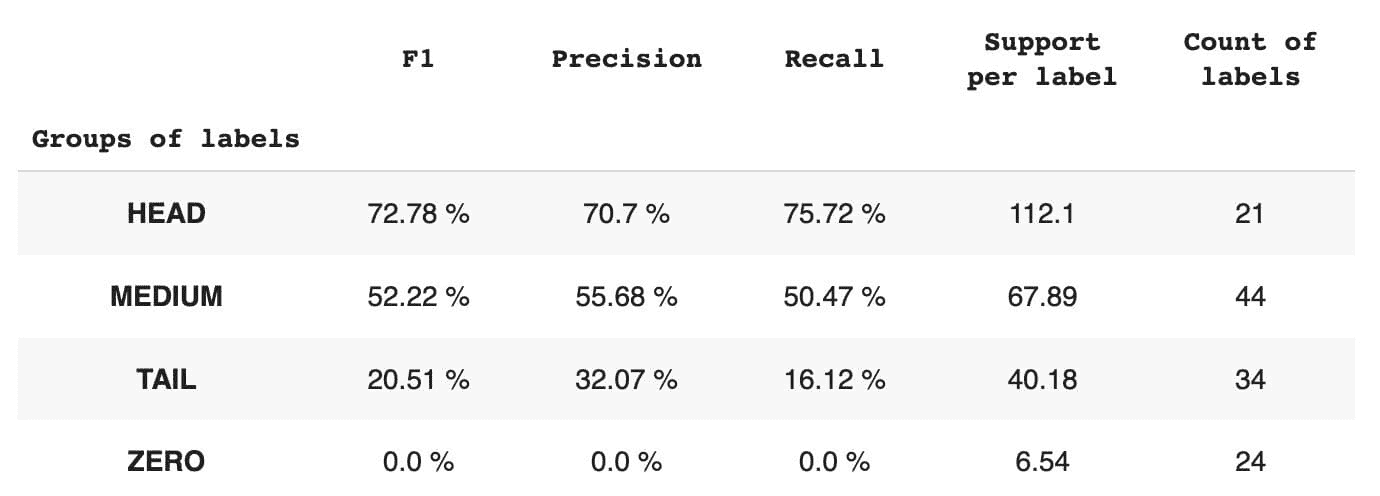 F1 Precision Recall Support per label Count of labels
Groups of labels
HEAD 72.78 % 70.7 % 75.72 % 112.1 21
MEDIUM 52.22 % 55.68 % 50.47 % 67.89 44
TAIL 20.51 % 32.07 % 16.12 % 40.18 34
ZERO 0.0 % 0.0 % 0.0 % 6.54 24